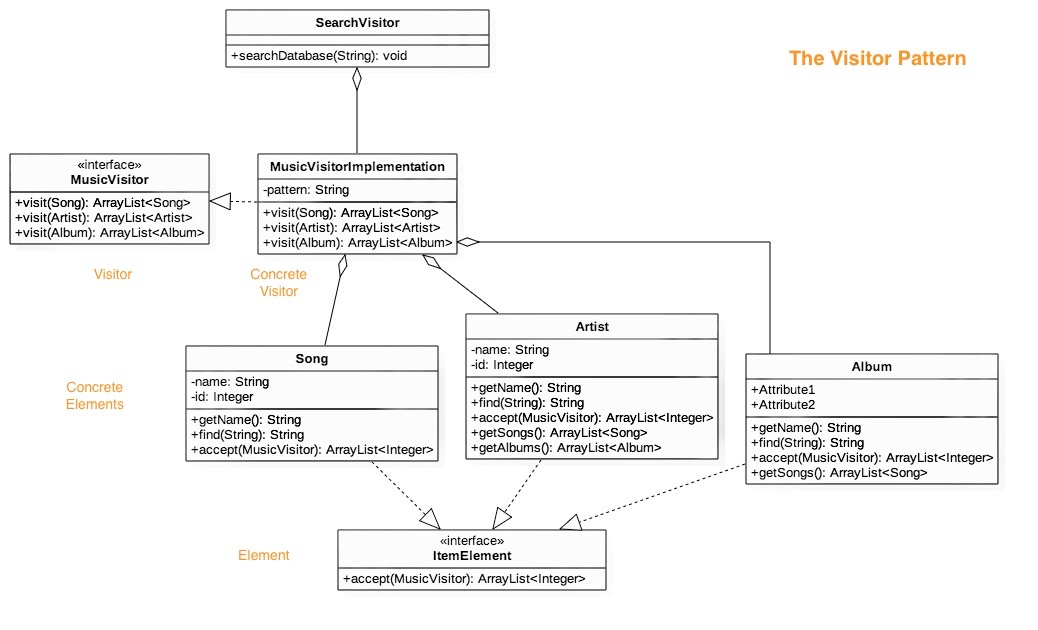 SearchVisitor
+searchDatabase(String): void
The Visitor Pattern
«interface»
MusicVisitor
+visit(Song): ArrayList<Song>
+visit(Artist): ArrayList<Artist>
+visit(Album): ArrayList<Album>
Visitor
MusicVisitorImplementation
-pattern: String
+visit(Song): ArrayList<Song>
+visit(Artist): ArrayList<Artist>
+visit(Album): ArrayList<Album>
Concrete
Visitor
Concrete
Elements
Song
-name: String
-id: Integer
+getName(): String
+find(String): String
+accept(MusicVisitor): ArrayList<Integer>
Artist
-name: String
-id: Integer
+getName(): String
+find(String): String
+accept(MusicVisitor): ArrayList<Integer>
+getSongs(): ArrayList<Song>
+getAlbums(): ArrayList<Album>
Album
+Attribute1
+Attribute2
+getName(): String
+find(String): String
+accept(MusicVisitor): ArrayList<Integer>
+getSongs(): ArrayList<Song>
Element
«interface»
ItemElement
+accept(MusicVisitor): ArrayList<Integer>